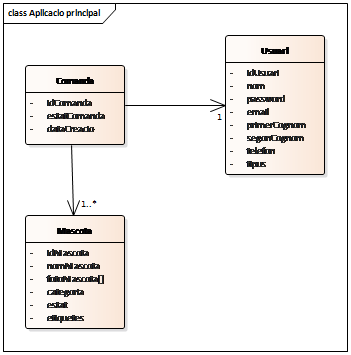 class Aplicacio principal
Usuari
- IdUsuari
- nom
- password
- email
- primerCognom
- segonCognom
- telefon
- tipus
Comanda
- IdComanda
- estatComanda
- dataCreacio
1
1..*
Mascota
- IdMascota
- nomMascota
- fotoMascota[]
- categoria
- estat
- etiquetes